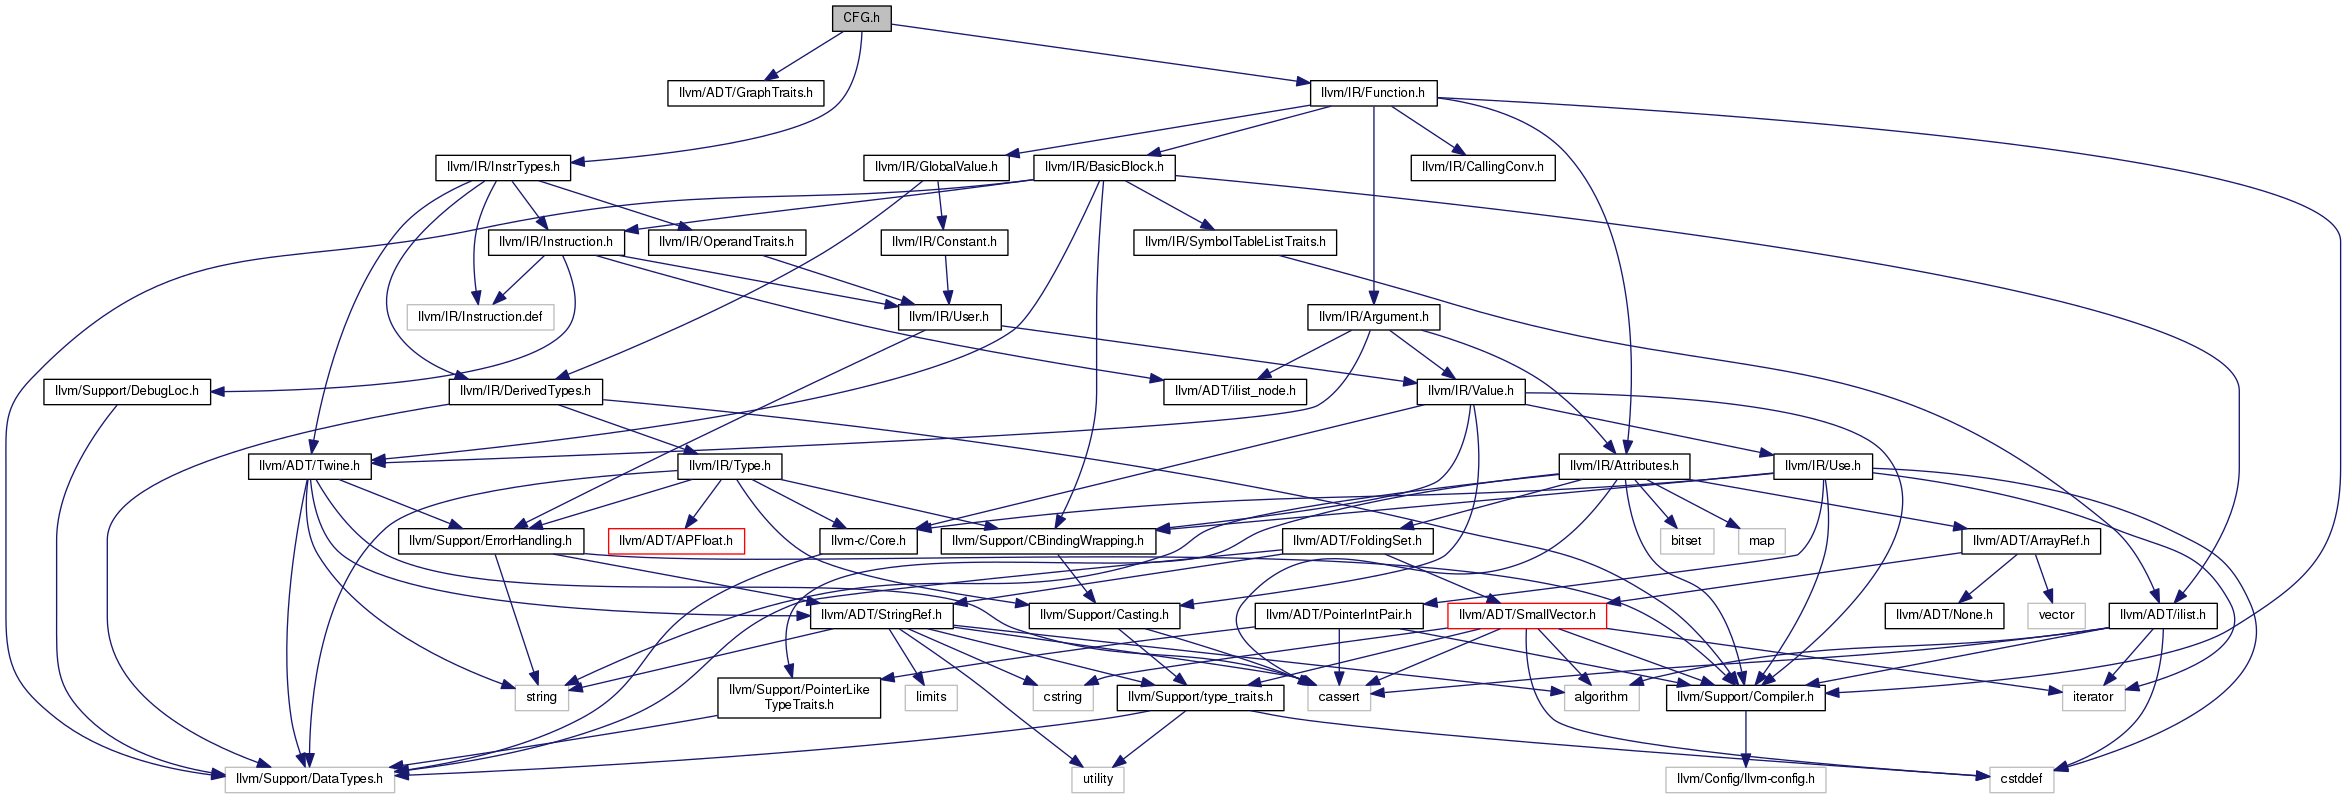 CFG.h
llvm/ADT/GraphTraits.h
llvm/IR/Function.h
llvm/IR/InstrTypes.h
llvm/IR/GlobalValue.h
llvm/IR/BasicBlock.h
llvm/IR/CallingConv.h
llvm/IR/Instruction.h
llvm/IR/OperandTraits.h
llvm/IR/Constant.h
llvm/IR/SymbolTableListTraits.h
llvm/IR/Instruction.def
llvm/IR/User.h
llvm/IR/Argument.h
llvm/Support/DebugLoc.h
llvm/IR/DerivedTypes.h
llvm/ADT/ilist_node.h
llvm/IR/Value.h
llvm/ADT/Twine.h
llvm/IR/Type.h
llvm/IR/Attributes.h
llvm/IR/Use.h
llvm/Support/ErrorHandling.h
llvm/ADT/APFloat.h
llvm-c/Core.h
llvm/Support/CBindingWrapping.h
llvm/ADT/FoldingSet.h
bitset
map
llvm/ADT/ArrayRef.h
llvm/ADT/StringRef.h
llvm/Support/Casting.h
llvm/ADT/PointerIntPair.h
llvm/ADT/SmallVector.h
llvm/ADT/None.h
vector
llvm/ADT/ilist.h
string
llvm/Support/PointerLike
TypeTraits.h
limits
cstring
llvm/Support/type_traits.h
cassert
algorithm
llvm/Support/Compiler.h
iterator
llvm/Support/DataTypes.h
utility
llvm/Config/llvm-config.h
cstddef